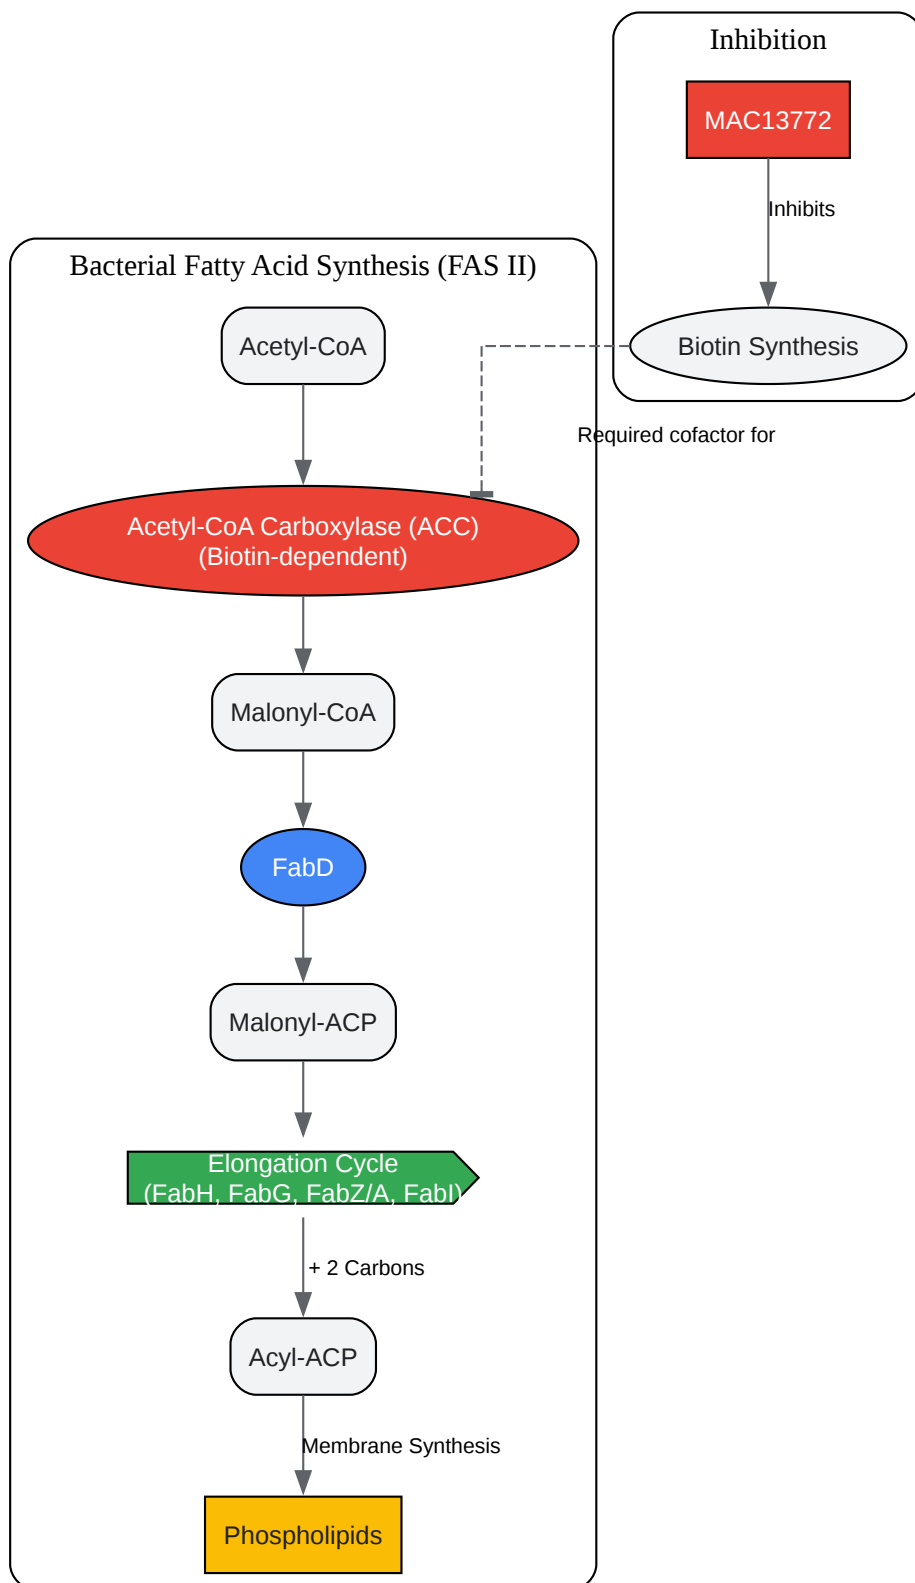 Inhibition
MAC13772
Inhibits
Bacterial Fatty Acid Synthesis (FAS II)
Acetyl-CoA
Biotin Synthesis
Required cofactor for
Acetyl-CoA Carboxylase (ACC)
(Biotin-dependent)
Malonyl-CoA
FabD
Malonyl-ACP
Elongation Cycle
(FabH, FabG, FabZ/A, FabI)
+ 2 Carbons
Acyl-ACP
Membrane Synthesis
Phospholipids